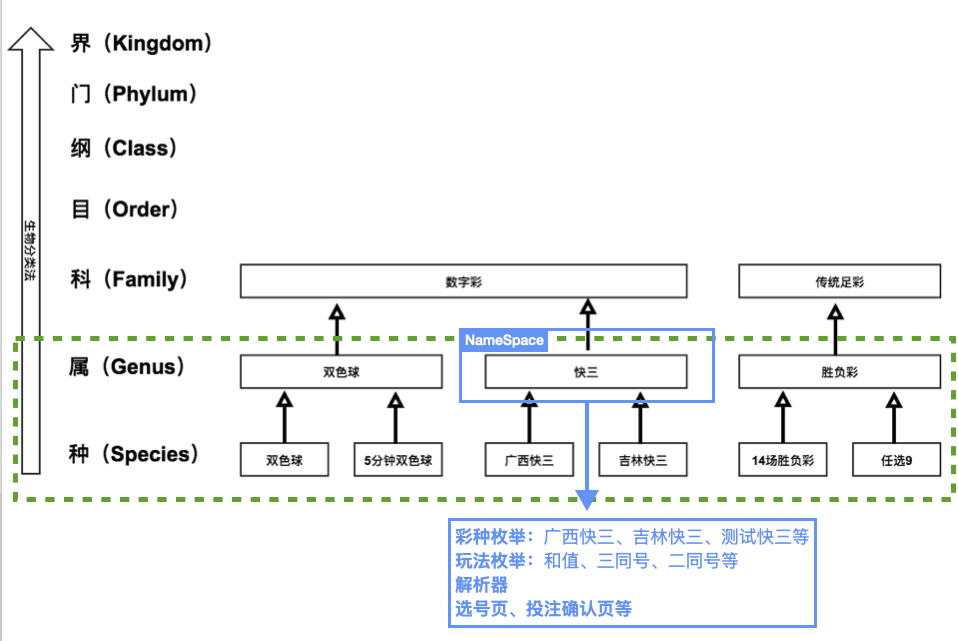 界（Kingdom）
门（Phylum）
纲（Class）
目（Order）
生物分类法
科（Family）
数字彩
传统足彩
NameSpace
属（Genus）
双色球
快三
胜负彩
种（Species）
双色球
5分钟双色球
广西快三
吉林快三
14场胜负彩
任选9
彩种枚举：广西快三、吉林快三、测试快三等
玩法枚举：和值、三同号、二同号等
解析器
选号页、投注确认页等